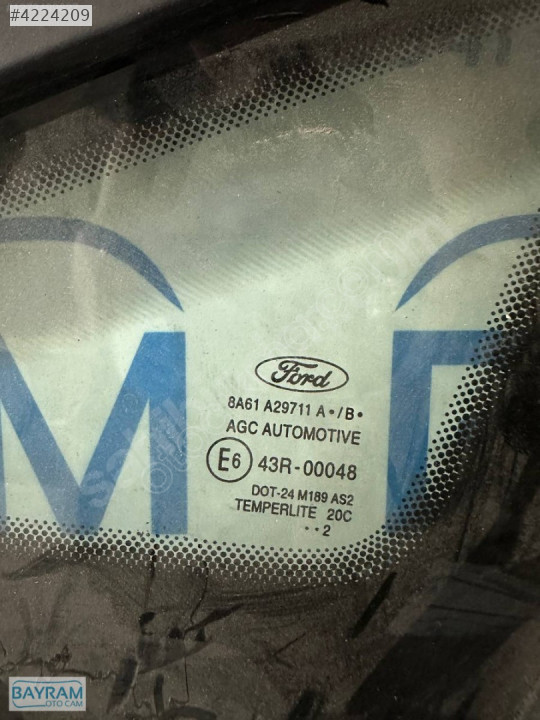 #4224209
Ford
8A61 A29711 A•/B•
AGC AUTOMOTIVE
E6 43R-00048
DOT-24 M189 AS2
TEMPERLITE 20C
••2
M
BAYRAM
OTO CAM